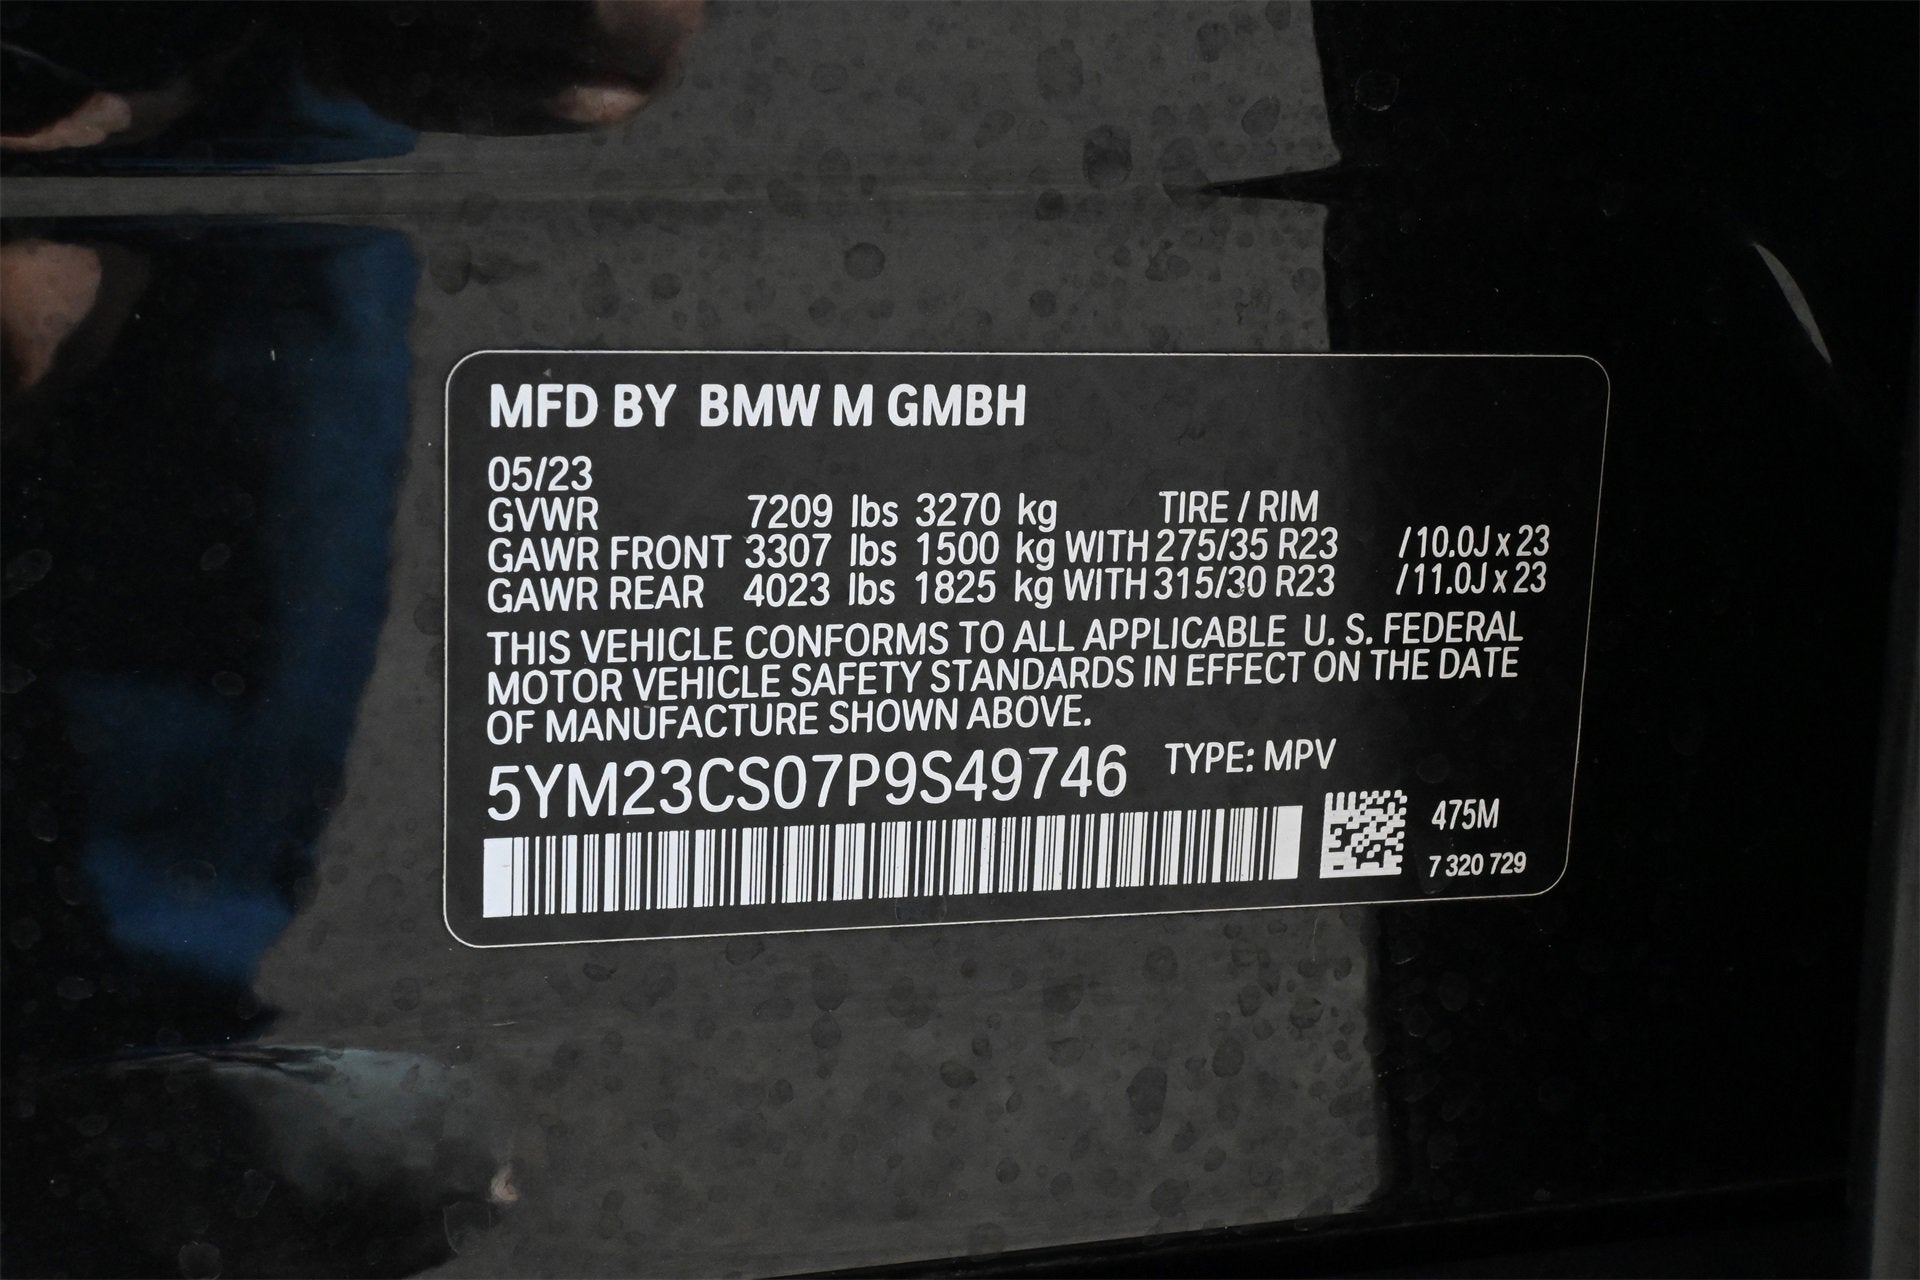 MFD BY BMW M GMBH
05/23
GVWR 7209 lbs 3270 kg TIRE / RIM
GAWR FRONT 3307 lbs 1500 kg WITH 275/35 R23 /10.0J x 23
GAWR REAR 4023 lbs 1825 kg WITH 315/30 R23 /11.0J x 23
THIS VEHICLE CONFORMS TO ALL APPLICABLE U. S. FEDERAL
MOTOR VEHICLE SAFETY STANDARDS IN EFFECT ON THE DATE
OF MANUFACTURE SHOWN ABOVE.
5YM23CS07P9S49746 TYPE: MPV
475M
7 320 729